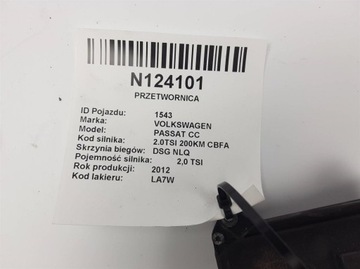 N124101
PRZETWORNICA
ID Pojazdu: 1543
Marka: VOLKSWAGEN
Model: PASSAT CC
Kod silnika: 2.0TSI 200KM CBFA
Skrzynia biegów: DSG NLQ
Pojemność silnika: 2,0 TSI
Rok produkcji: 2012
Kod lakieru: LA7W